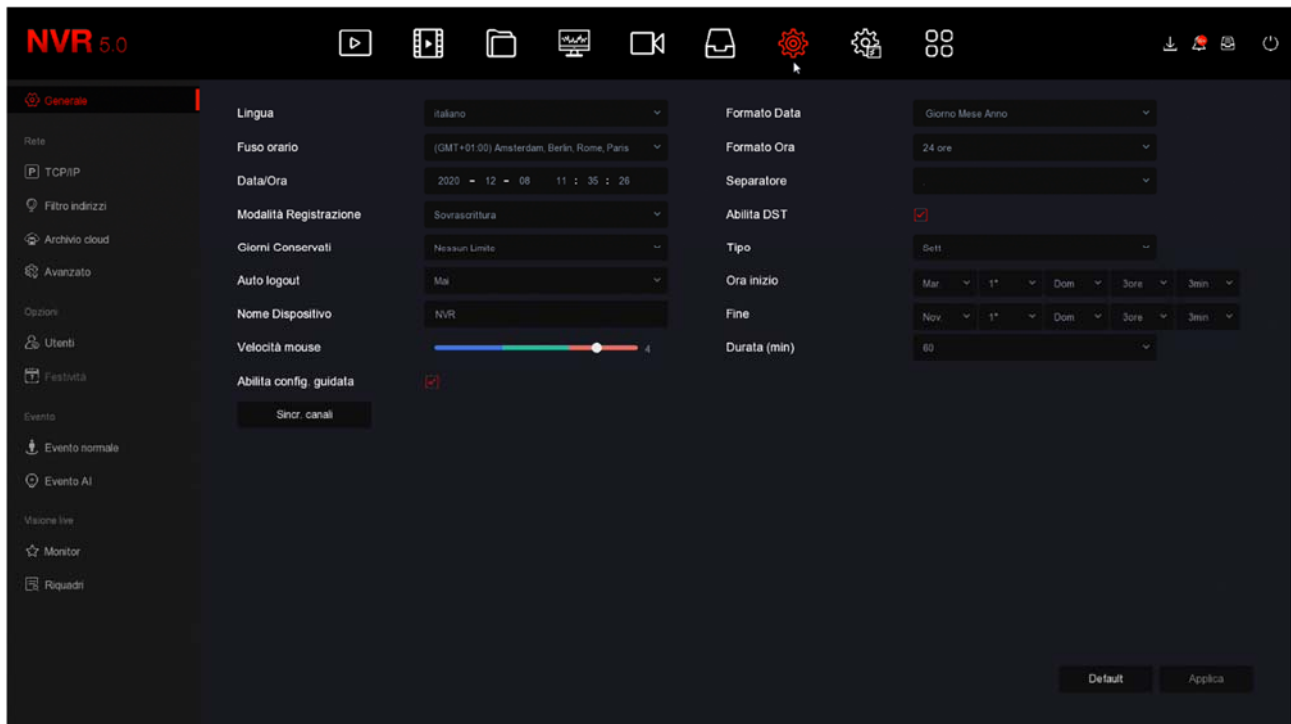 NVR 5.0
Generale
Rete
TCP/IP
Filtro indirizzi
Archivio cloud
Avanzato
Opzioni
Utenti
Festività
Evento
Evento normale
Evento AI
Visione live
Monitor
Riquadri
Lingua italiano
Fuso orario (GMT+01:00) Amsterdam, Berlin, Rome, Paris
Data/Ora 2020 - 12 - 08 11 : 35 : 26
Modalità Registrazione Sovrascrittura
Giorni Conservati Nessun Limite
Auto logout Mai
Nome Dispositivo NVR
Velocità mouse 4
Abilita config. guidata
Sincr. canali
Formato Data Giorno Mese Anno
Formato Ora 24 ore
Separatore
Abilita DST
Tipo Sett.
Ora inizio Mar 1° Dom 3ore 3min
Fine Nov. 1° Dom 3ore 3min
Durata (min) 60
Default Applica